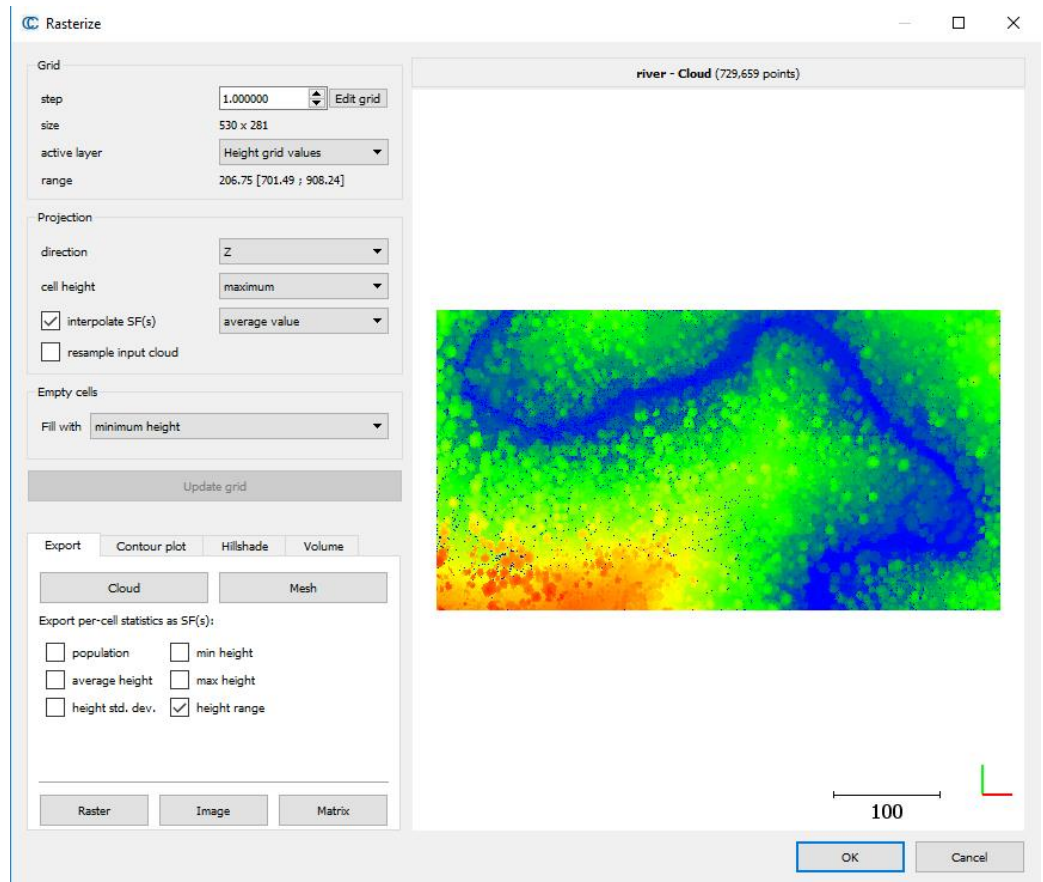 Rasterize
Grid
step 1.000000 Edit grid
size 530 x 281
active layer Height grid values
range 206.75 [701.49 ; 908.24]
Projection
direction Z
cell height maximum
interpolate SF(s) average value
resample input cloud
Empty cells
Fill with minimum height
Update grid
Export Contour plot Hillshade Volume
Cloud Mesh
Export per-cell statistics as SF(s):
population min height
average height max height
height std. dev. height range
Raster Image Matrix
river - Cloud (729,659 points)
100
OK Cancel